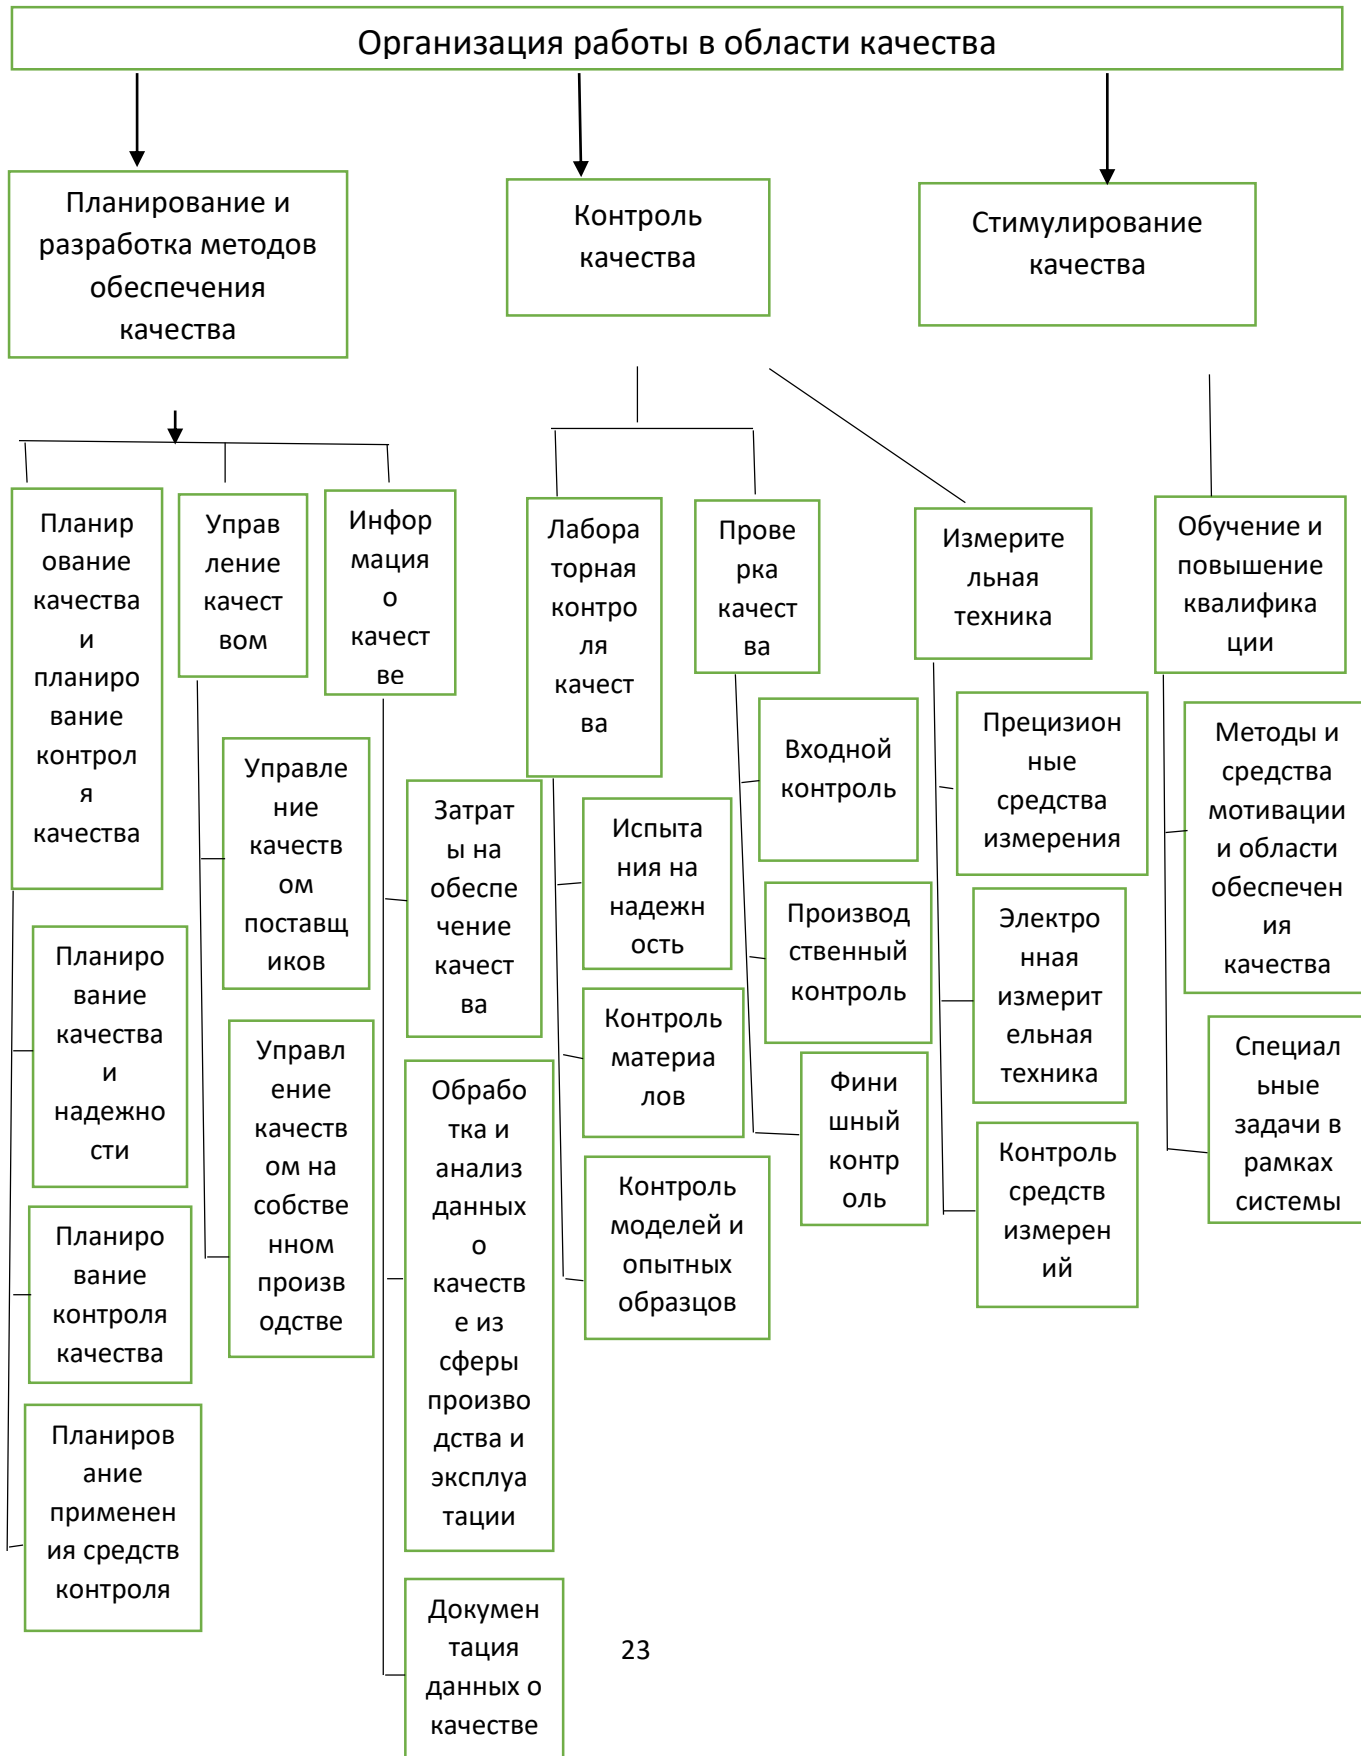 Организация работы в области качества
Планирование и
разработка методов
обеспечения
качества
Контроль
качества
Стимулирование
качества
Планир
ование
качества
и
планиро
вание
контрол
я
качества
Управ
ление
качест
вом
Инфор
мация
о
качест
ве
Лабора
торная
контро
ля
качест
ва
Прове
рка
качест
ва
Измерите
льная
техника
Обучение и
повышение
квалифика
ции
Планиро
вание
качества
и
надежно
сти
Планиро
вание
контроля
качества
Планиров
ание
применен
ия средств
контроля
Управле
ние
качеств
ом
поставщ
иков
Управл
ение
качеств
ом на
собстве
нном
произв
одстве
Затрат
ы на
обеспе
чение
качест
ва
Обрабо
тка и
анализ
данных
о
качеств
е из
сферы
произво
дства и
эксплуа
тации
Докумен
тация
данных о
качестве
Испыта
ния на
надежн
ость
Контроль
материа
лов
Контроль
моделей и
опытных
образцов
Входной
контроль
Производ
ственный
контроль
Фини
шный
контр
оль
Прецизион
ные
средства
измерения
Электро
нная
измерит
ельная
техника
Контроль
средств
измерен
ий
Методы и
средства
мотивации
и области
обеспечен
ия
качества
Специал
ьные
задачи в
рамках
системы
23